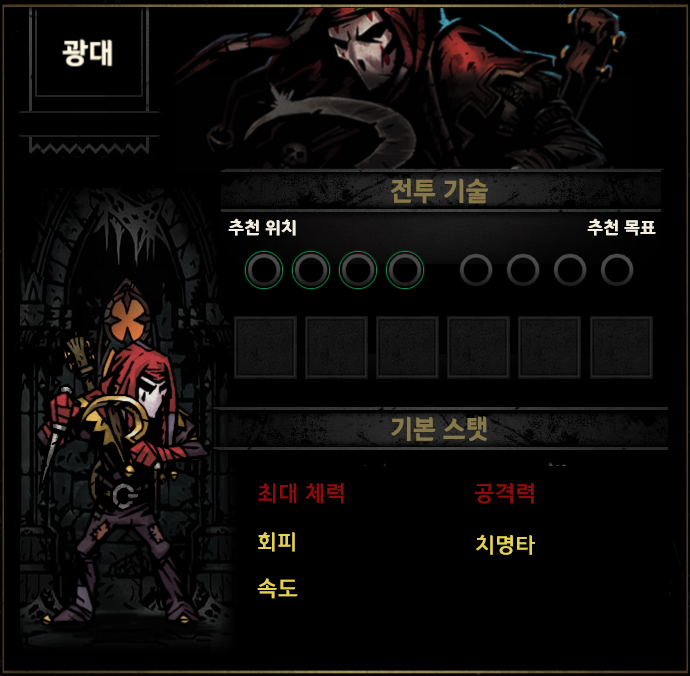 광대
전투 기술
추천 위치
추천 목표
기본 스탯
최대 체력
공격력
회피
치명타
속도